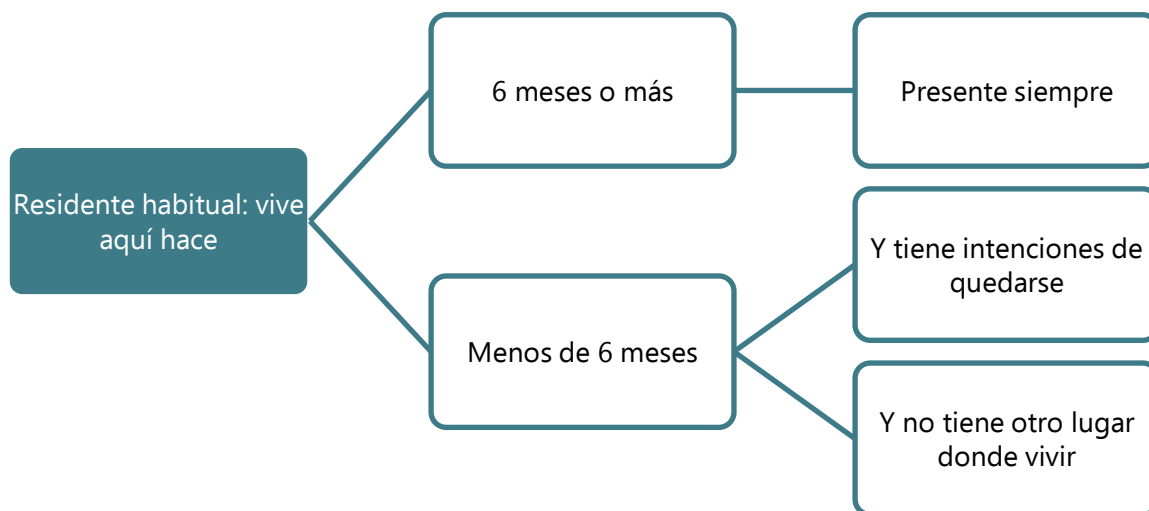 Residente habitual: vive
aquí hace
6 meses o más
Presente siempre
Menos de 6 meses
Y tiene intenciones de
quedarse
Y no tiene otro lugar
donde vivir